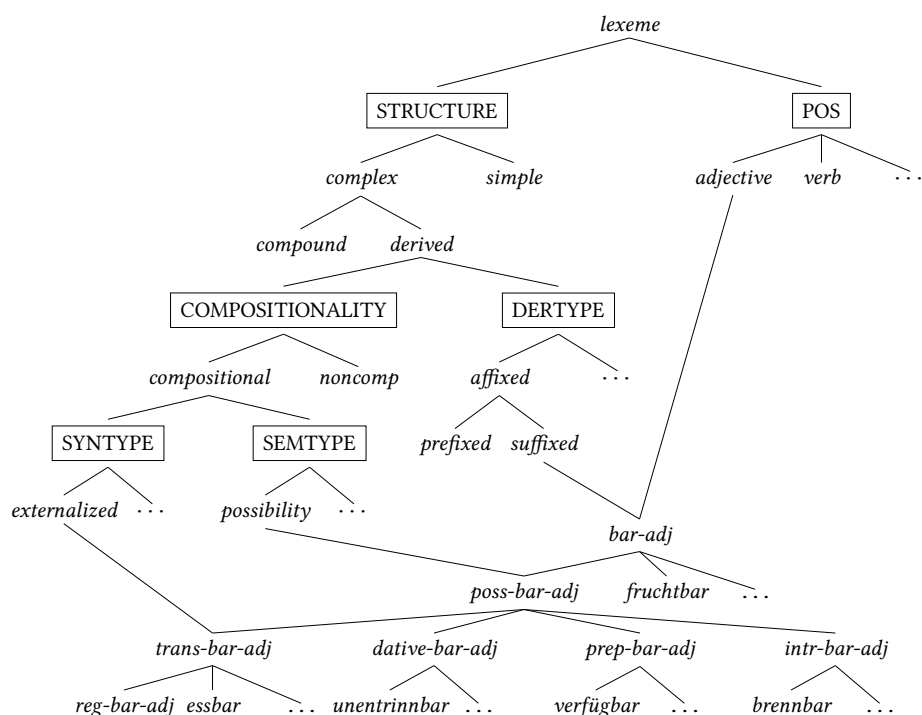 lexeme
STRUCTURE POS
complex simple adjective verb ...
compound derived
COMPOSITIONALITY DERTYPE
compositional noncomp affixed ...
SYNTYPE SEMTYPE prefixed suffixed
externalized ... possibility ...
bar-adj
poss-bar-adj fruchtbar ...
trans-bar-adj dative-bar-adj prep-bar-adj intr-bar-adj
reg-bar-adj essbar ... unentrinnbar ... verfügbar ... brennbar ...